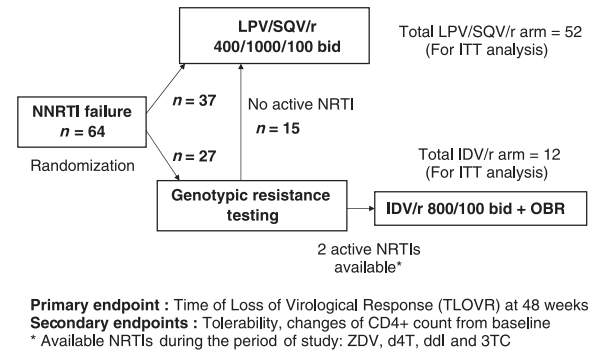 LPV/SQV/r
400/1000/100 bid
Total LPV/SQV/r arm = 52
(For ITT analysis)
NNRTI failure
n = 64
n = 37
No active NRTI
n = 15
Randomization
n = 27
Total IDV/r arm = 12
(For ITT analysis)
Genotypic resistance
testing
IDV/r 800/100 bid + OBR
2 active NRTIs
available*
Primary endpoint : Time of Loss of Virological Response (TLOVR) at 48 weeks
Secondary endpoints : Tolerability, changes of CD4+ count from baseline
* Available NRTIs during the period of study: ZDV, d4T, ddI and 3TC